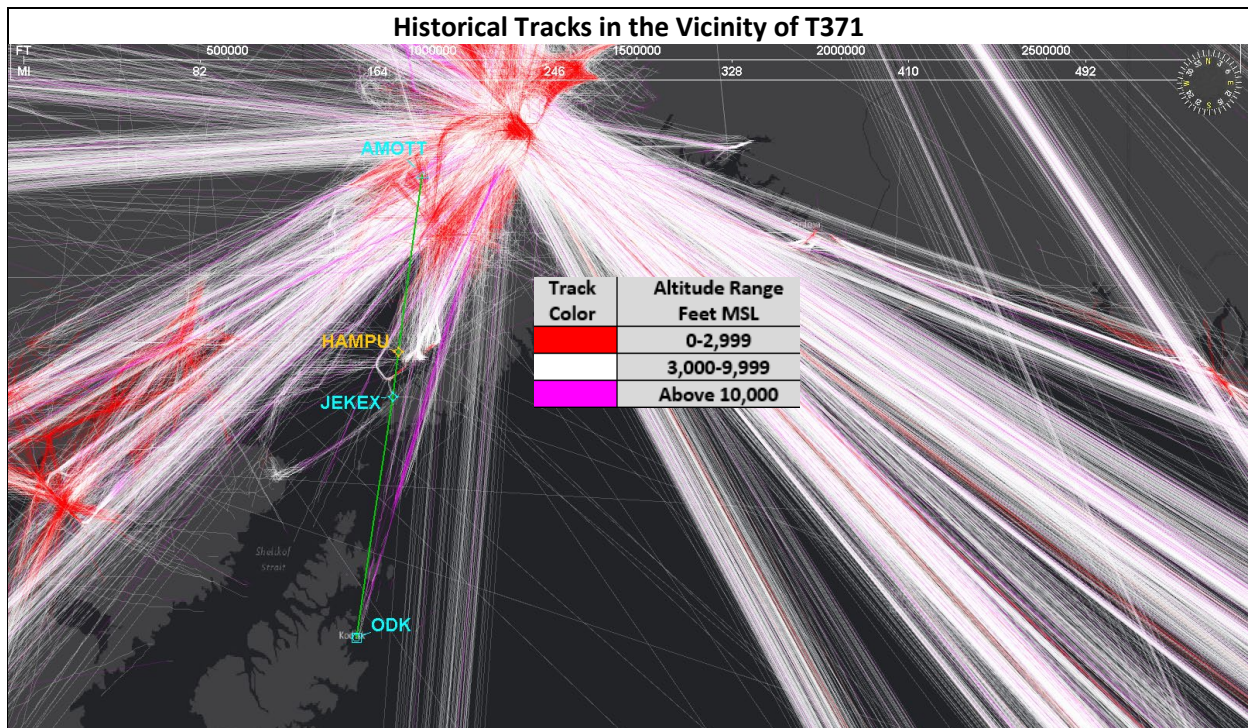 Historical Tracks in the Vicinity of T371
FT 500000 1000000 1500000 2000000 2500000
MI 82 164 246 328 410 492
N
E
S
W
AMOTT
Track Color
Altitude Range Feet MSL
0-2,999
3,000-9,999
Above 10,000
HAMPU
JEKEX
Shelikof
Strait
Kodiak
ODK